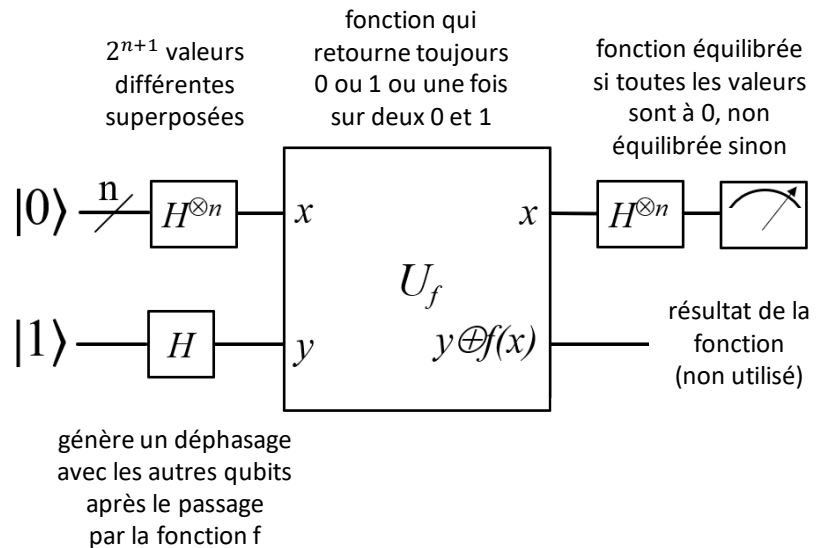 2ⁿ⁺¹ valeurs
différentes
superposées
fonction qui
retourne toujours
0 ou 1 ou une fois
sur deux 0 et 1
fonction équilibrée
si toutes les valeurs
sont à 0, non
équilibrée sinon
|0⟩ n H⊗ⁿ x x H⊗ⁿ
U_f
|1⟩ H y y⊕f(x)
résultat de la
fonction
(non utilisé)
génère un déphasage
avec les autres qubits
après le passage
par la fonction f